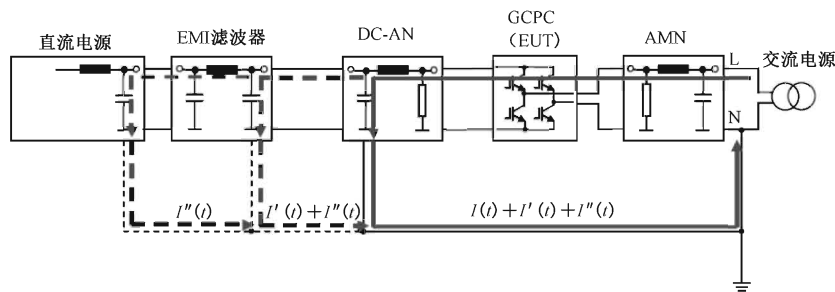 直流电源
EMI滤波器
DC-AN
GCPC
(EUT)
AMN
L
交流电源
N
I″(t)
I′(t)+I″(t)
I(t)+I′(t)+I″(t)